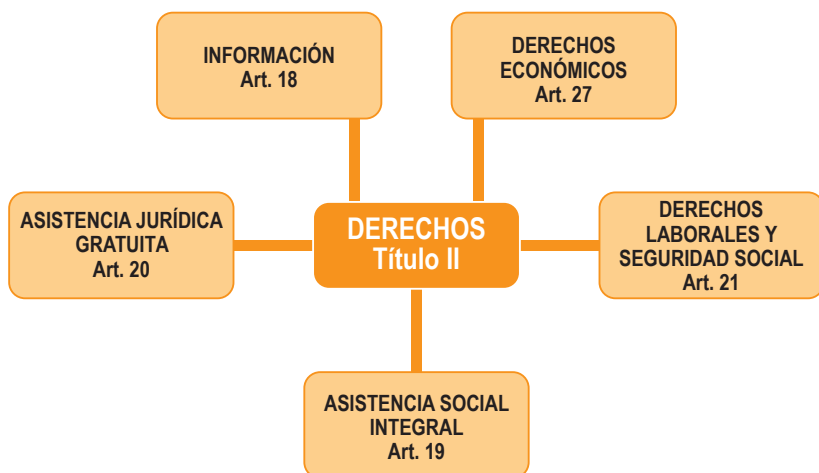 INFORMACIÓN
Art. 18
DERECHOS
ECONÓMICOS
Art. 27
ASISTENCIA JURÍDICA
GRATUITA
Art. 20
DERECHOS
Título II
DERECHOS
LABORALES Y
SEGURIDAD SOCIAL
Art. 21
ASISTENCIA SOCIAL
INTEGRAL
Art. 19